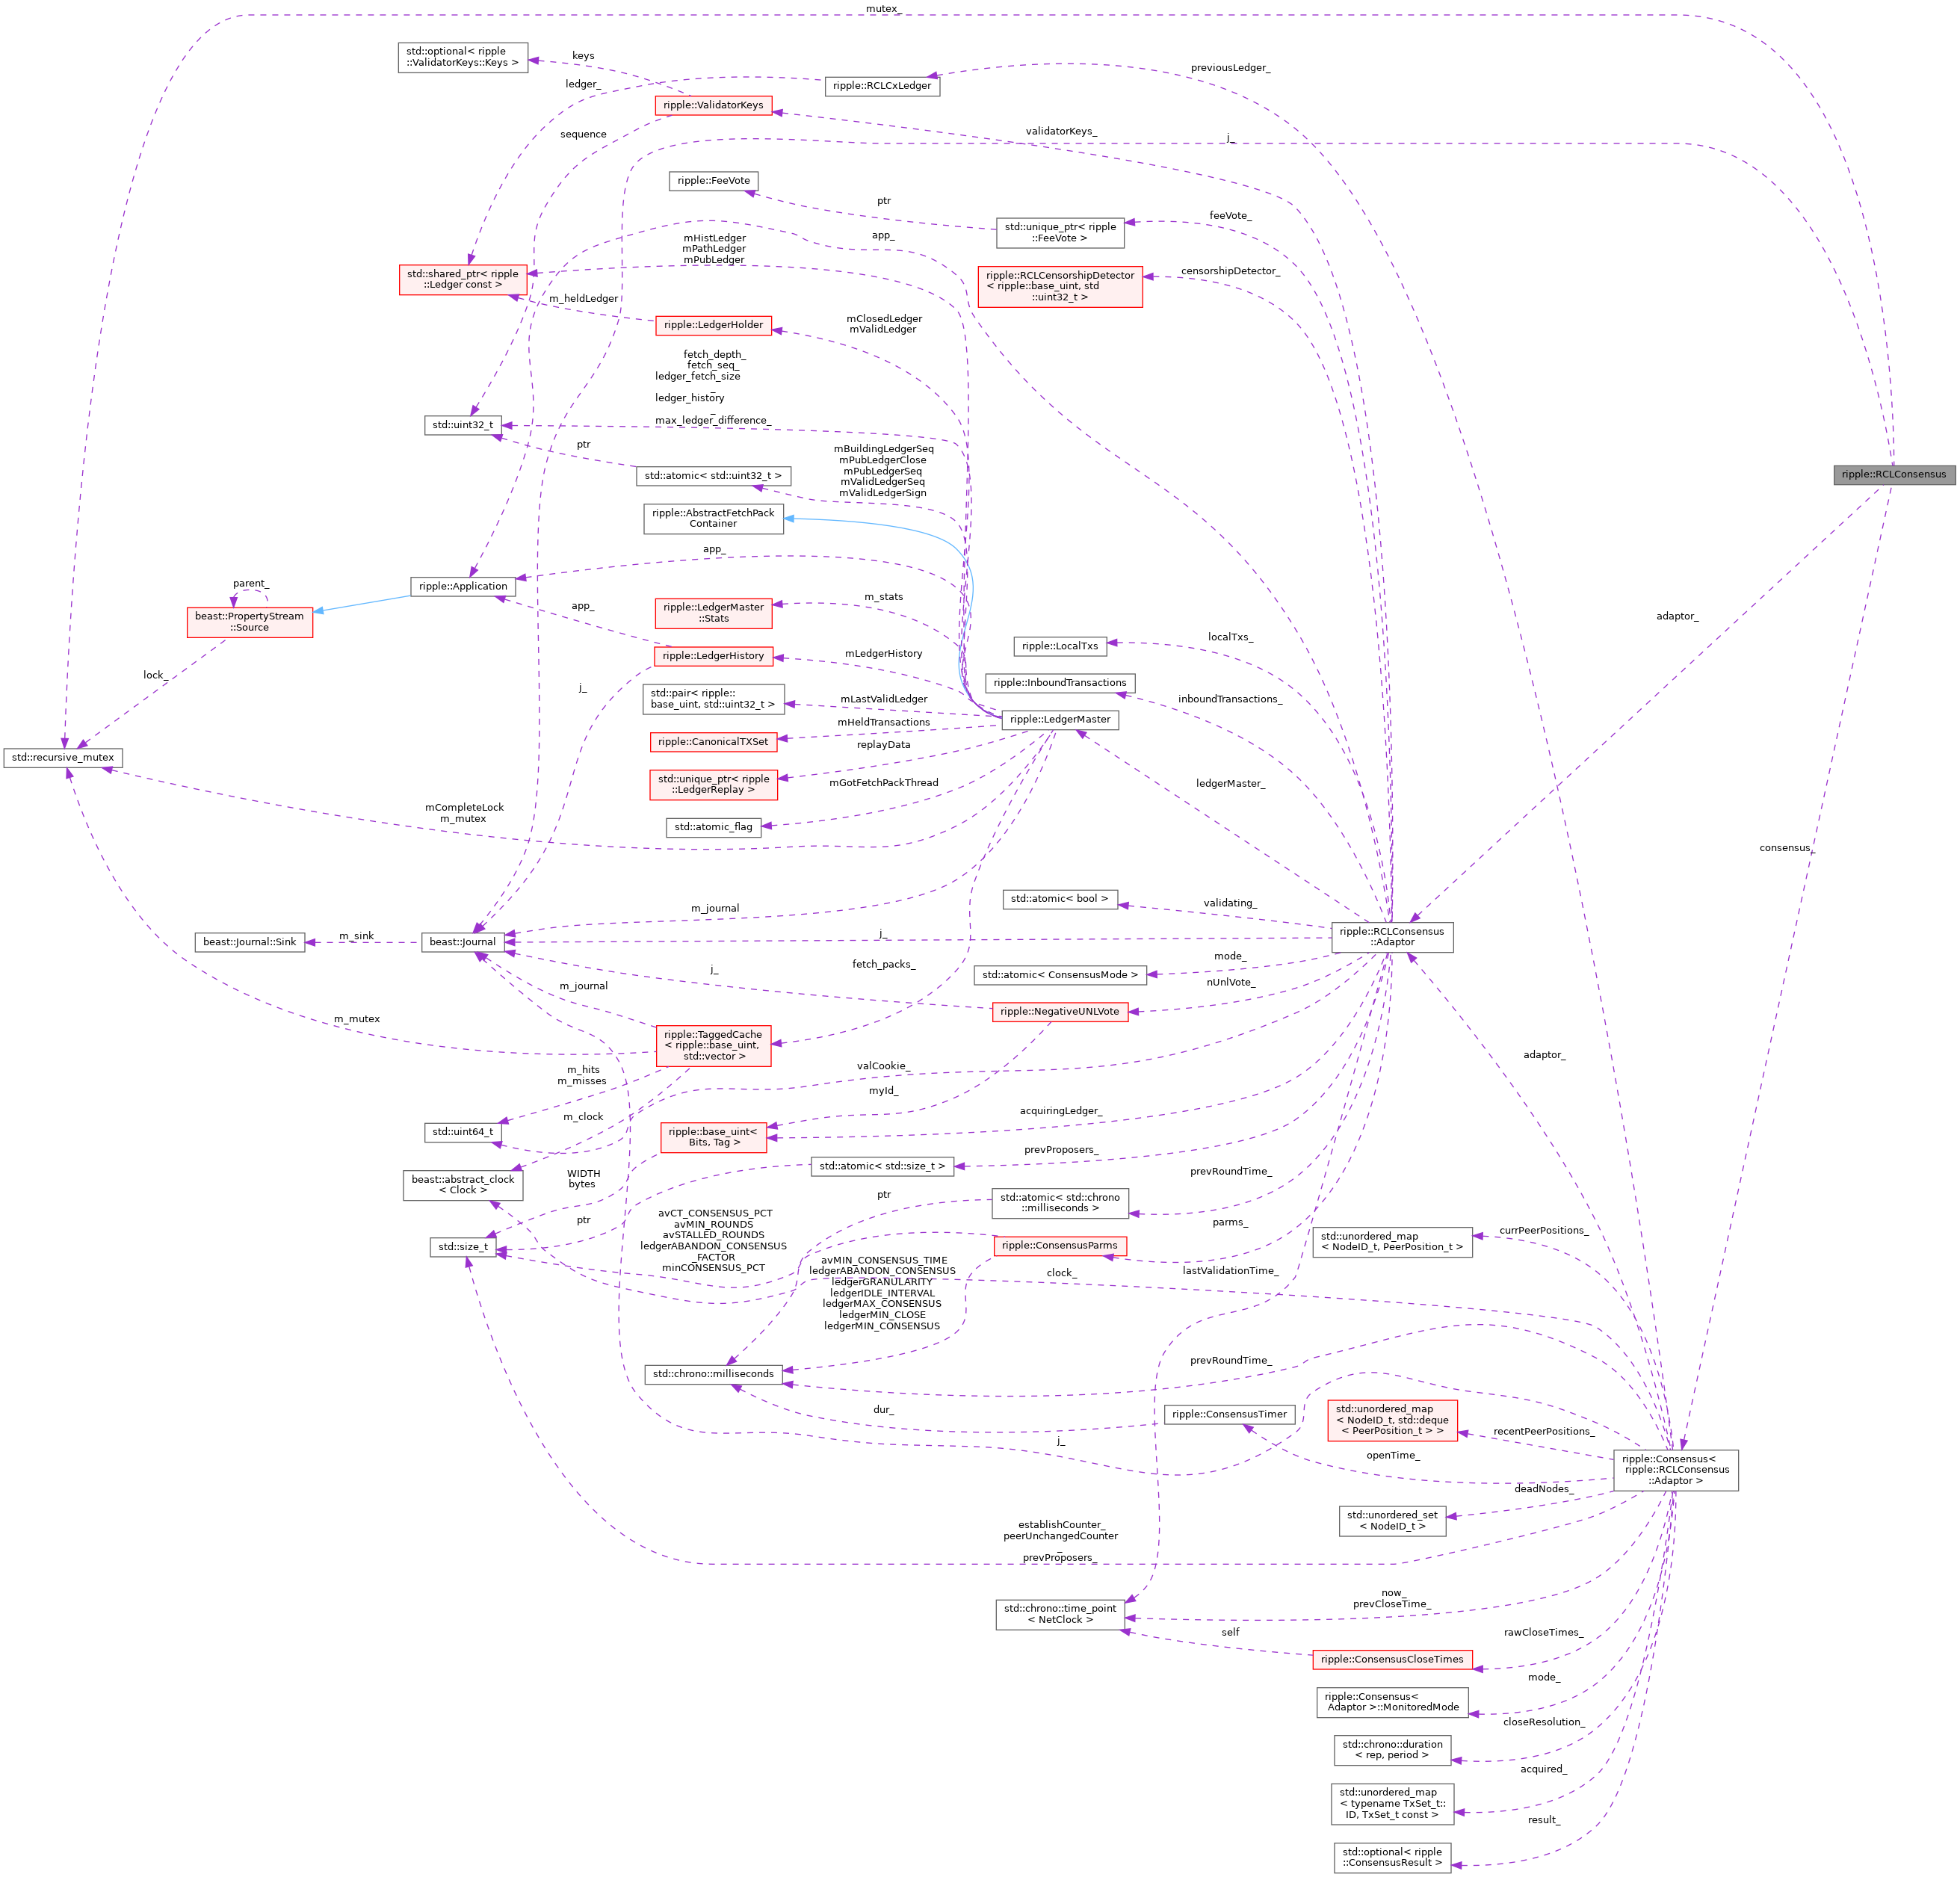 mutex_
std::optional< ripple
::ValidatorKeys::Keys >
keys
previousLedger_
ledger_
ripple::RCLCxLedger
ripple::ValidatorKeys
sequence
validatorKeys_
j_
ripple::FeeVote
ptr
std::unique_ptr< ripple
::FeeVote >
feeVote_
app_
mHistLedger
mPathLedger
mPubLedger
std::shared_ptr< ripple
::Ledger const >
ripple::RCLCensorshipDetector
< ripple::base_uint, std
::uint32_t >
censorshipDetector_
m_heldLedger
ripple::LedgerHolder
mClosedLedger
mValidLedger
fetch_depth_
fetch_seq_
ledger_fetch_size
_
ledger_history
_
max_ledger_difference_
std::uint32_t
ptr
std::atomic< std::uint32_t >
mBuildingLedgerSeq
mPubLedgerClose
mPubLedgerSeq
mValidLedgerSeq
mValidLedgerSign
ripple::RCLConsensus
ripple::AbstractFetchPack
Container
app_
ripple::Application
parent_
beast::PropertyStream
::Source
app_
ripple::LedgerMaster
::Stats
m_stats
adaptor_
localTxs_
ripple::LocalTxs
ripple::LedgerHistory
mLedgerHistory
lock_
j_
std::pair< ripple::
base_uint, std::uint32_t >
mLastValidLedger
ripple::InboundTransactions
inboundTransactions_
ripple::LedgerMaster
mHeldTransactions
ripple::CanonicalTXSet
replayData
std::recursive_mutex
std::unique_ptr< ripple
::LedgerReplay >
mGotFetchPackThread
ledgerMaster_
mCompleteLock
m_mutex
std::atomic_flag
consensus_
std::atomic< bool >
validating_
m_journal
ripple::RCLConsensus
::Adaptor
j_
beast::Journal::Sink
m_sink
beast::Journal
fetch_packs_
j_
std::atomic< ConsensusMode >
mode_
nUnlVote_
m_journal
ripple::NegativeUNLVote
m_mutex
ripple::TaggedCache
< ripple::base_uint,
std::vector >
adaptor_
m_hits
m_misses
valCookie_
myId_
m_clock
acquiringLedger_
std::uint64_t
ripple::base_uint<
Bits, Tag >
prevProposers_
std::atomic< std::size_t >
WIDTH
bytes
beast::abstract_clock
< Clock >
prevRoundTime_
ptr
std::atomic< std::chrono
::milliseconds >
ptr
avCT_CONSENSUS_PCT
avMIN_ROUNDS
avSTALLED_ROUNDS
ledgerABANDON_CONSENSUS
_FACTOR
minCONSENSUS_PCT
parms_
currPeerPositions_
std::unordered_map
< NodeID_t, PeerPosition_t >
std::size_t
ripple::ConsensusParms
avMIN_CONSENSUS_TIME
ledgerABANDON_CONSENSUS
ledgerGRANULARITY
ledgerIDLE_INTERVAL
ledgerMAX_CONSENSUS
ledgerMIN_CLOSE
ledgerMIN_CONSENSUS
clock_
lastValidationTime_
std::chrono::milliseconds
prevRoundTime_
dur_
ripple::ConsensusTimer
std::unordered_map
< NodeID_t, std::deque
< PeerPosition_t > >
recentPeerPositions_
j_
openTime_
ripple::Consensus<
ripple::RCLConsensus
::Adaptor >
deadNodes_
std::unordered_set
< NodeID_t >
establishCounter_
peerUnchangedCounter
_
prevProposers_
std::chrono::time_point
< NetClock >
now_
prevCloseTime_
self
rawCloseTimes_
ripple::ConsensusCloseTimes
mode_
ripple::Consensus<
Adaptor >::MonitoredMode
closeResolution_
std::chrono::duration
< rep, period >
acquired_
std::unordered_map
< typename TxSet_t::
ID, TxSet_t const >
result_
std::optional< ripple
::ConsensusResult >